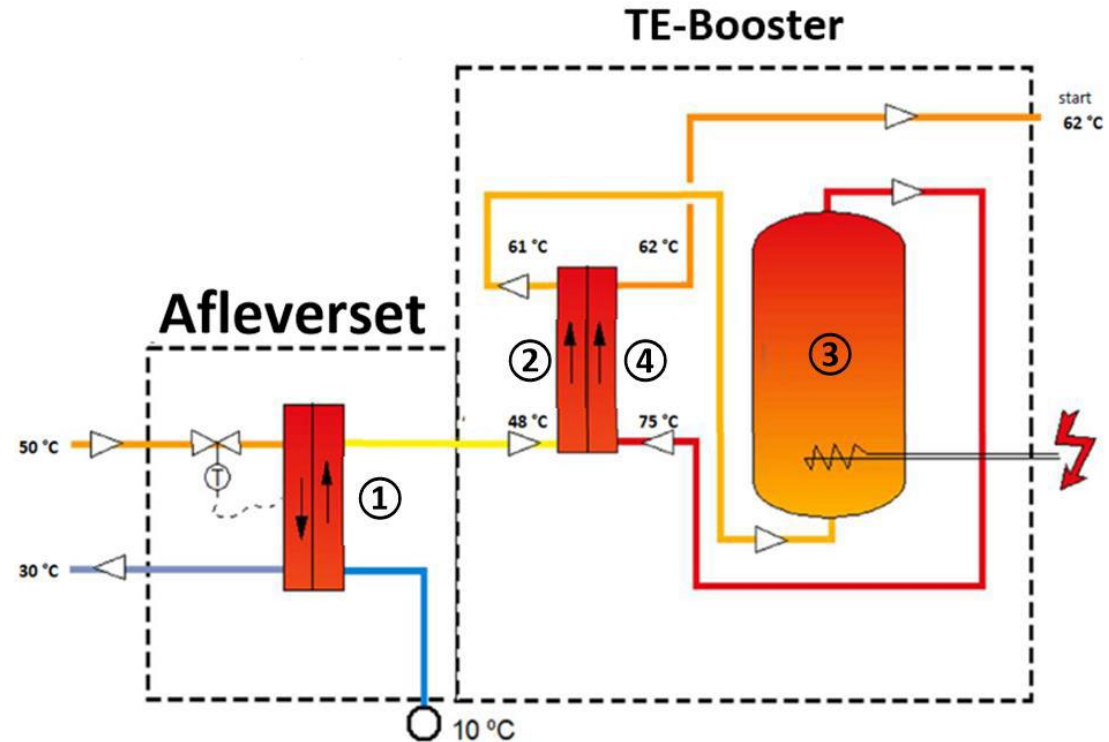 TE-Booster
start
62 °C
61 °C
62 °C
Afleverset
②
④
③
48 °C
75 °C
50 °C
T
①
30 °C
10 ºC